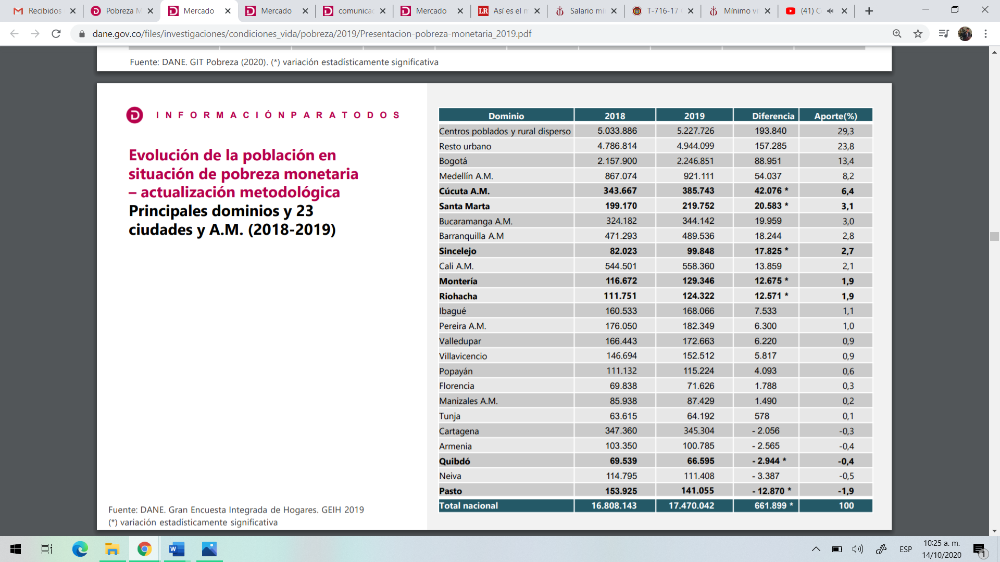 Recibidos
Pobreza M
Mercado
Mercado
comunicac
Mercado
Así es el m
Salario mí
T-716-17
Mínimo vi
(41) C
dane.gov.co/files/investigaciones/condiciones_vida/pobreza/2019/Presentacion-pobreza-monetaria_2019.pdf
Fuente: DANE. GIT Pobreza (2020). (*) variación estadísticamente significativa
INFORMACIÓNPARATODOS
Evolución de la población en
situación de pobreza monetaria
– actualización metodológica
Principales dominios y 23
ciudades y A.M. (2018-2019)
Dominio 2018 2019 Diferencia Aporte(%)
Centros poblados y rural disperso 5.033.886 5.227.726 193.840 29,3
Resto urbano 4.786.814 4.944.099 157.285 23,8
Bogotá 2.157.900 2.246.851 88.951 13,4
Medellín A.M. 867.074 921.111 54.037 8,2
Cúcuta A.M. 343.667 385.743 42.076 * 6,4
Santa Marta 199.170 219.752 20.583 * 3,1
Bucaramanga A.M. 324.182 344.142 19.959 3,0
Barranquilla A.M 471.293 489.536 18.244 2,8
Sincelejo 82.023 99.848 17.825 * 2,7
Cali A.M. 544.501 558.360 13.859 2,1
Montería 116.672 129.346 12.675 * 1,9
Riohacha 111.751 124.322 12.571 * 1,9
Ibagué 160.533 168.066 7.533 1,1
Pereira A.M. 176.050 182.349 6.300 1,0
Valledupar 166.443 172.663 6.220 0,9
Villavicencio 146.694 152.512 5.817 0,9
Popayán 111.132 115.224 4.093 0,6
Florencia 69.838 71.626 1.788 0,3
Manizales A.M. 85.938 87.429 1.490 0,2
Tunja 63.615 64.192 578 0,1
Cartagena 347.360 345.304 - 2.056 -0,3
Armenia 103.350 100.785 - 2.565 -0,4
Quibdó 69.539 66.595 - 2.944 * -0,4
Neiva 114.795 111.408 - 3.387 -0,5
Pasto 153.925 141.055 - 12.870 * -1,9
Total nacional 16.808.143 17.470.042 661.899 * 100
Fuente: DANE. Gran Encuesta Integrada de Hogares. GEIH 2019
(*) variación estadísticamente significativa
ESP
10:25 a. m.
14/10/2020
1